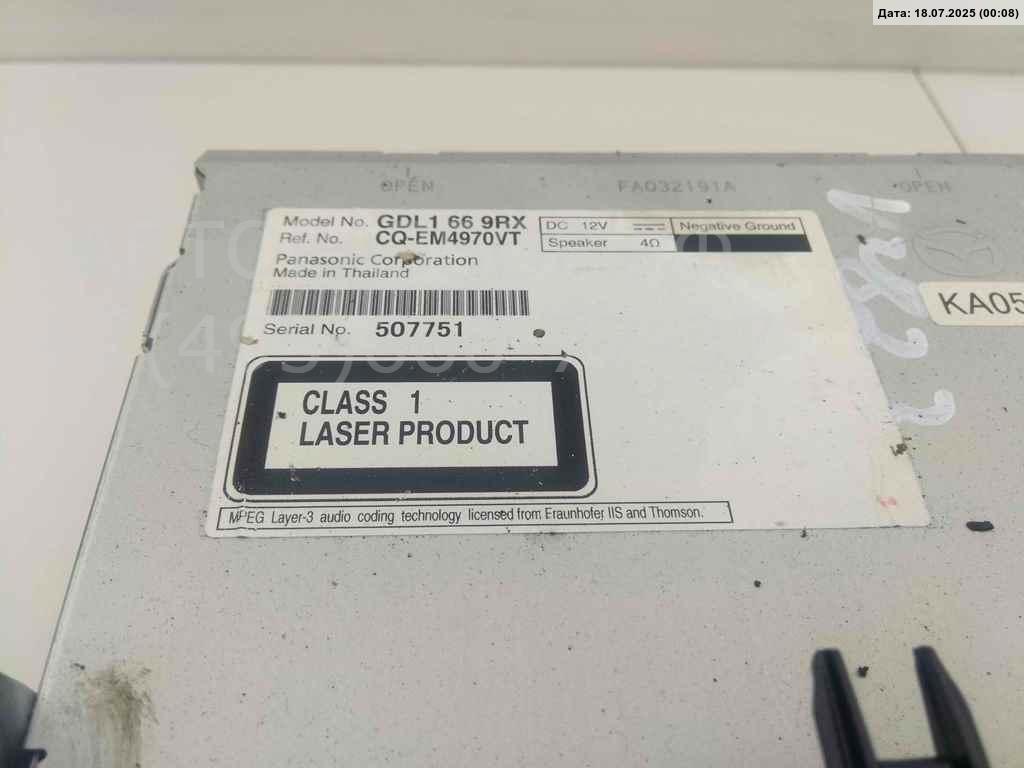 Дата: 18.07.2025 (00:08)
OPEN FA032191A OPEN
Model No. GDL1 66 9RX
Ref. No. CQ-EM4970VT
DC 12V Negative Ground
Speaker 4Ω
Panasonic Corporation
Made in Thailand
Serial No. 507751
KA05
CLASS 1
LASER PRODUCT
MPEG Layer-3 audio coding technology licensed from Fraunhofer IIS and Thomson.